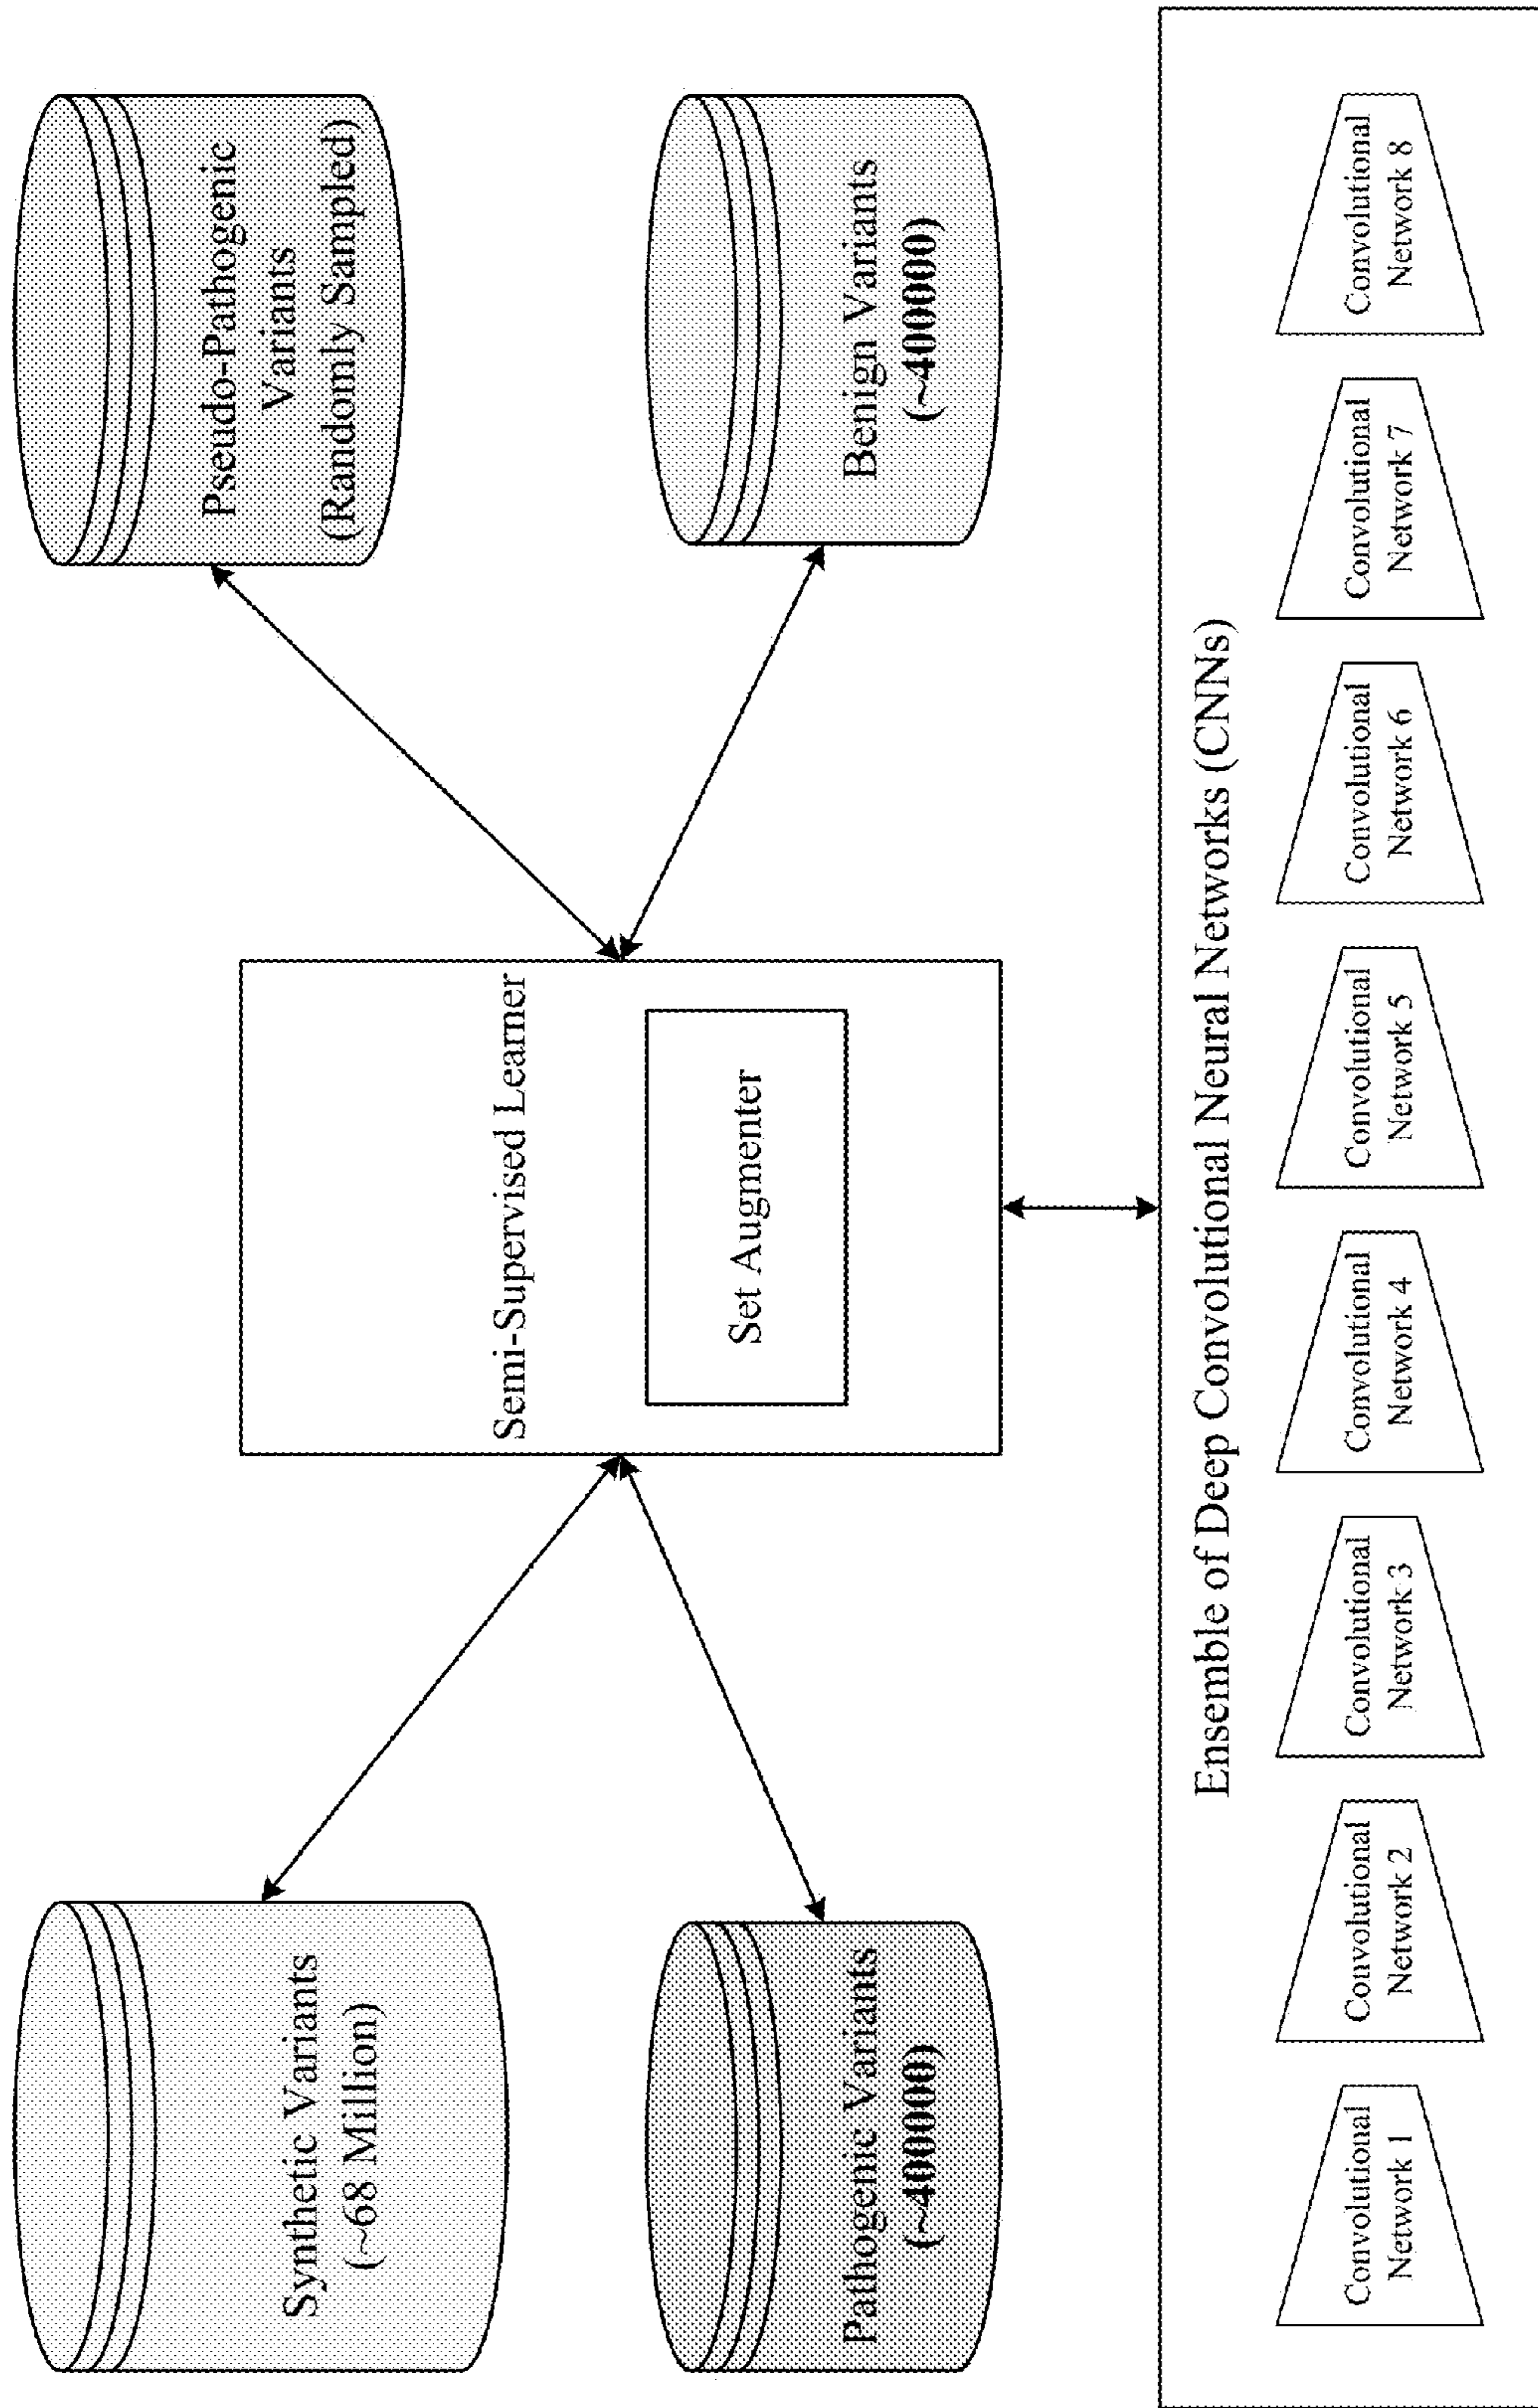 Synthetic Variants
(~68 Million)
Pseudo-Pathogenic
Variants
(Randomly Sampled)
Semi-Supervised Learner
Set Augmenter
Pathogenic Variants
(~400000)
Benign Variants
(~400000)
Ensemble of Deep Convolutional Neural Networks (CNNs)
Convolutional
Network 1
Convolutional
Network 2
Convolutional
Network 3
Convolutional
Network 4
Convolutional
Network 5
Convolutional
Network 6
Convolutional
Network 7
Convolutional
Network 8